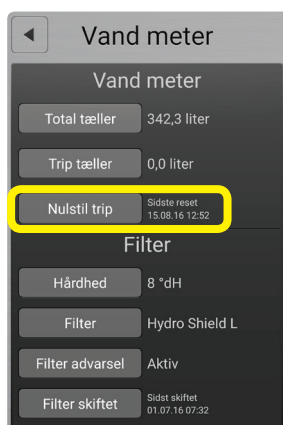 Vand meter
Vand meter
Total tæller 342,3 liter
Trip tæller 0,0 liter
Nulstil trip Sidste reset
15.08.16 12:52
Filter
Hårdhed 8 °dH
Filter Hydro Shield L
Filter advarsel Aktiv
Filter skiftet Sidst skiftet
01.07.16 07:32